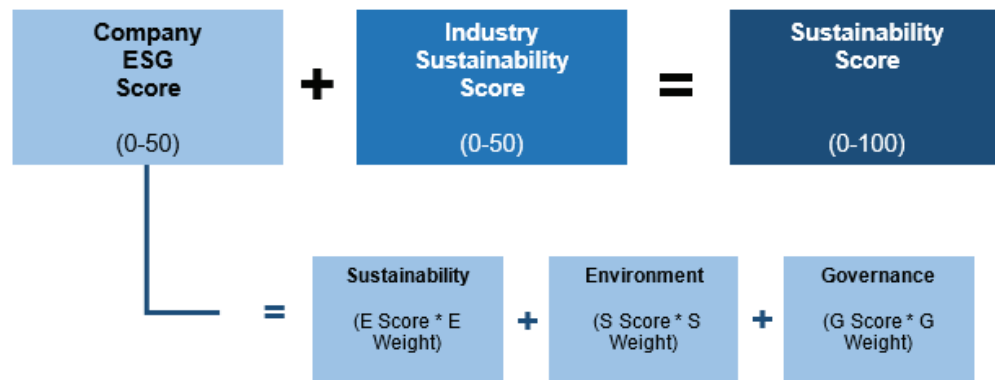 Company
ESG
Score
(0-50)
+
Industry
Sustainability
Score
(0-50)
=
Sustainability
Score
(0-100)
=
Sustainability
(E Score * E
Weight)
+
Environment
(S Score * S
Weight)
+
Governance
(G Score * G
Weight)